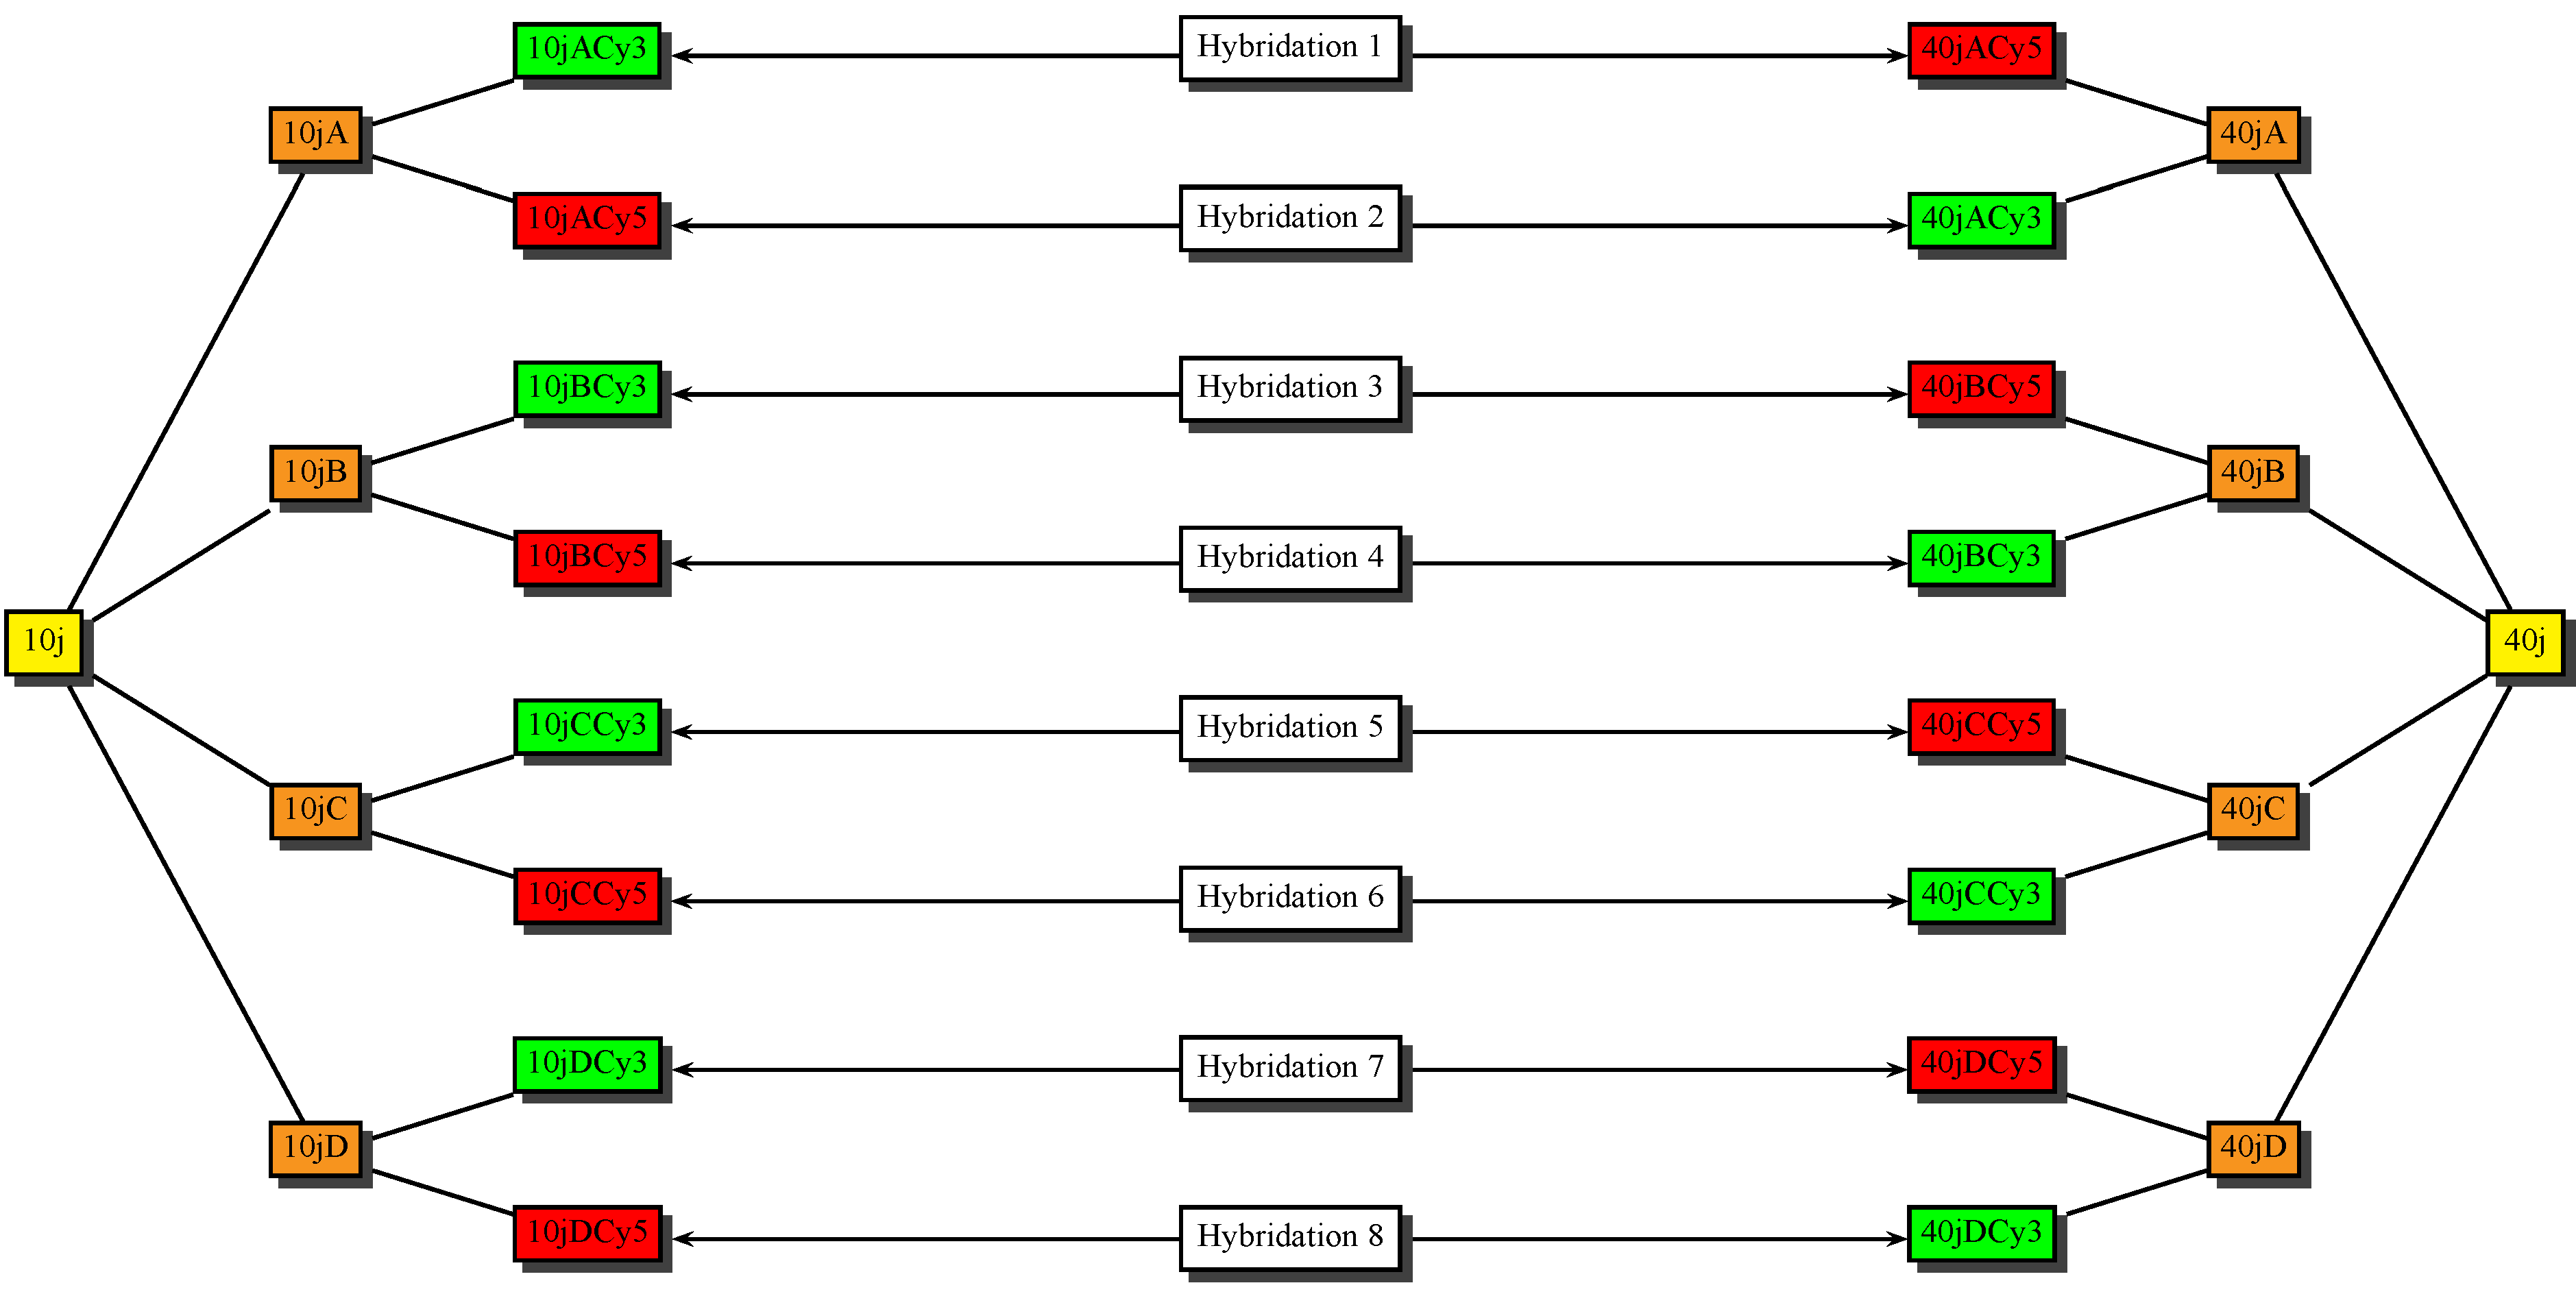 10jACy3
Hybridation 1
40jACy5
10jA
40jA
10jACy5
Hybridation 2
40jACy3
10jBCy3
Hybridation 3
40jBCy5
10jB
40jB
10jBCy5
Hybridation 4
40jBCy3
10j
40j
10jCCy3
Hybridation 5
40jCCy5
10jC
40jC
10jCCy5
Hybridation 6
40jCCy3
10jDCy3
Hybridation 7
40jDCy5
10jD
40jD
10jDCy5
Hybridation 8
40jDCy3